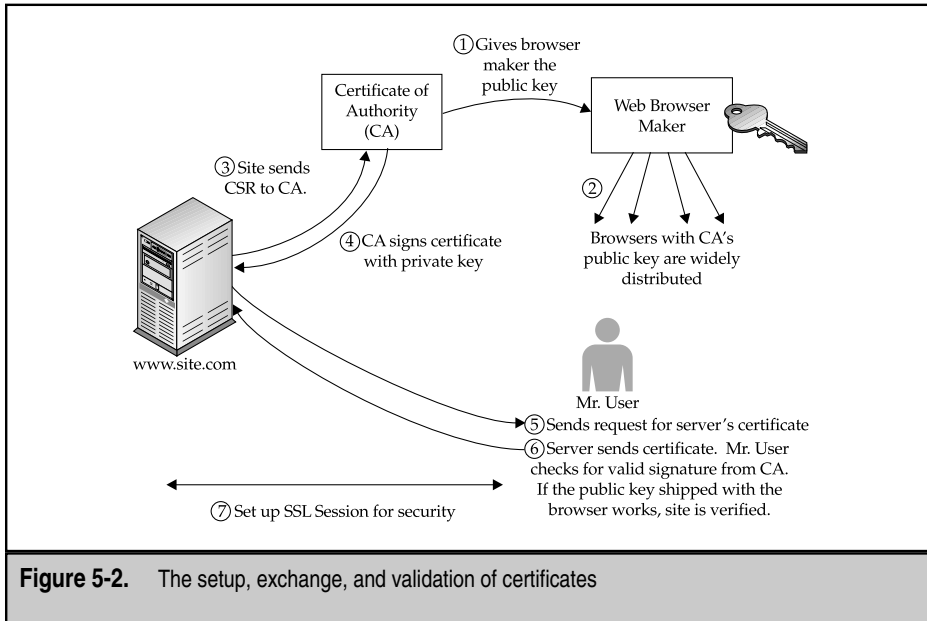 ①Gives browser
maker the
public key
Certificate of
Authority
(CA)
Web Browser
Maker
③Site sends
CSR to CA.
②
④CA signs certificate
with private key
Browsers with CA's
public key are widely
distributed
www.site.com
Mr. User
⑤Sends request for server's certificate
⑥Server sends certificate. Mr. User
checks for valid signature from CA.
If the public key shipped with the
browser works, site is verified.
⑦Set up SSL Session for security
Figure 5-2. The setup, exchange, and validation of certificates